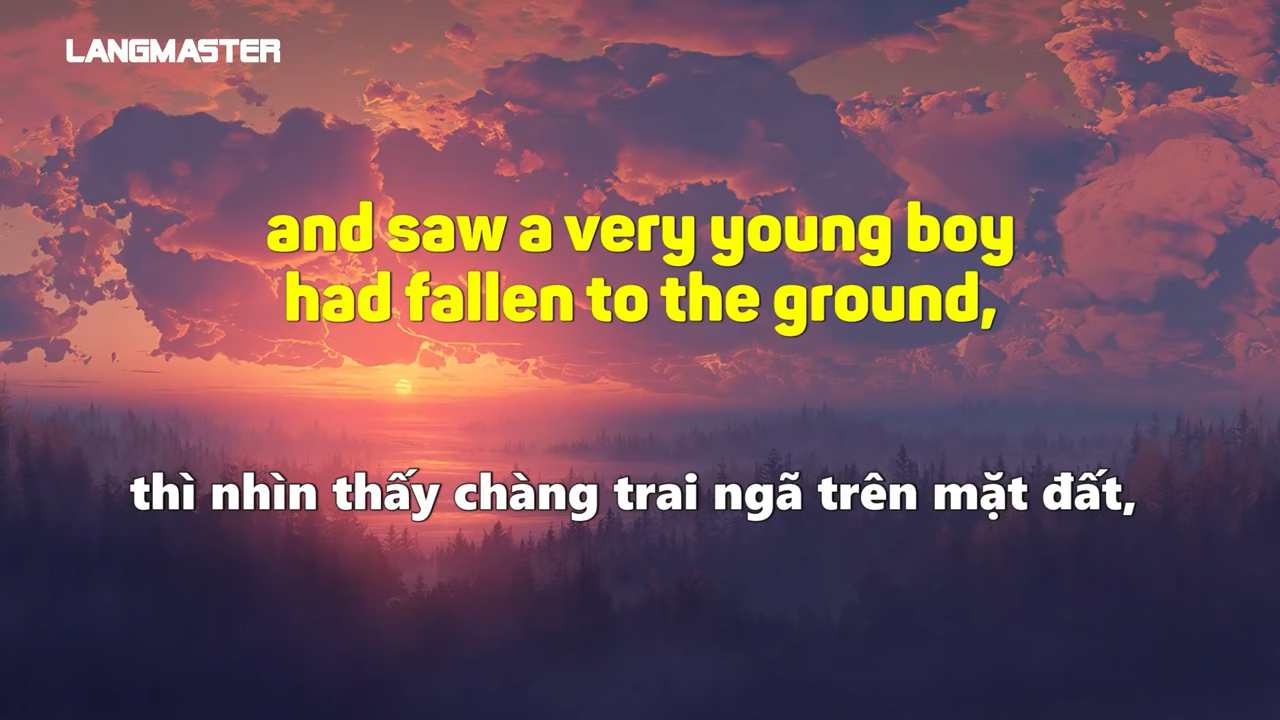 LANGMASTER
and saw a very young boy
had fallen to the ground,
thì nhìn thấy chàng trai ngã trên mặt đất,